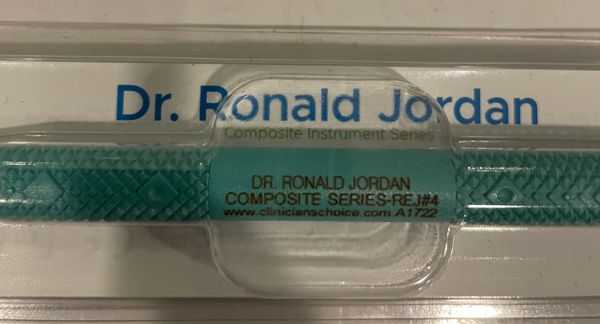 Dr. Ronald Jordan
Composite Instrument Series
DR. RONALD JORDAN
COMPOSITE SERIES-REJ#4
www.clinicianschoice.com A1722